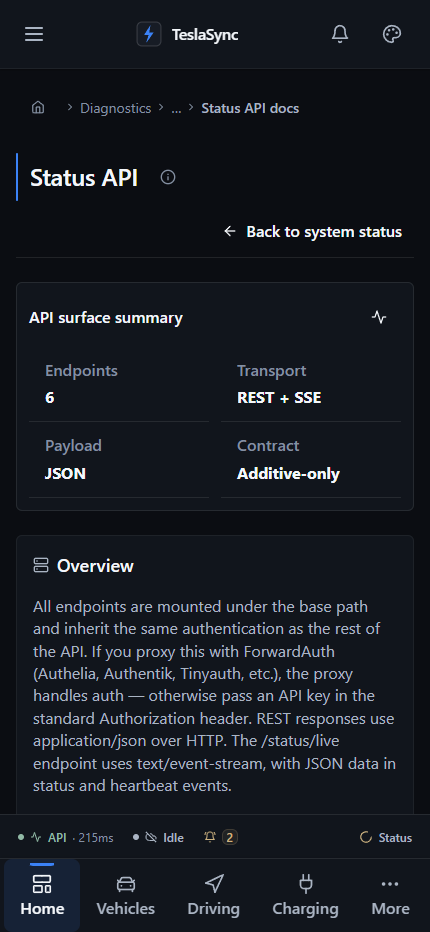 TeslaSync
Diagnostics
...
Status API docs
Status API
Back to system status
API surface summary
Endpoints
6
Transport
REST + SSE
Payload
JSON
Contract
Additive-only
Overview
All endpoints are mounted under the base path
and inherit the same authentication as the rest of
the API. If you proxy this with ForwardAuth
(Authelia, Authentik, Tinyauth, etc.), the proxy
handles auth — otherwise pass an API key in the
standard Authorization header. REST responses use
application/json over HTTP. The /status/live
endpoint uses text/event-stream, with JSON data in
status and heartbeat events.
API · 215ms
Idle
2
Status
Home
Vehicles
Driving
Charging
More